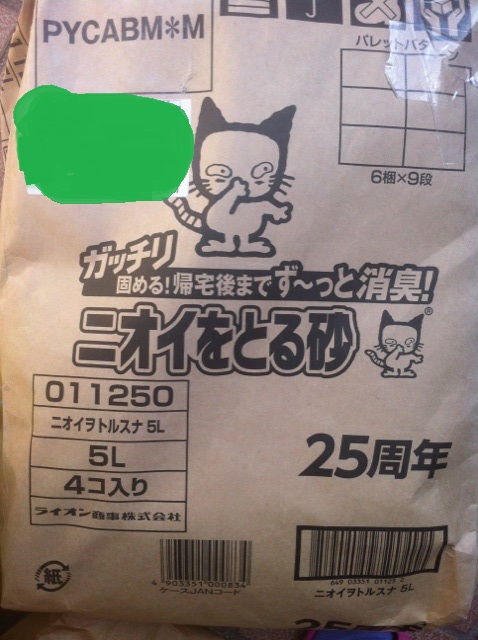 PYCABM*M
パレットパターン
6梱×9段
ガッチリ
固める!帰宅後までず〜っと消臭!
ニオイをとる砂
®
011250
ニオイヲトルスナ 5L
5L
4コ入り
ライオン商事株式会社
25周年
紙
4 903351 000834
ケースJANコード
ニオイヲトルスナ 5L